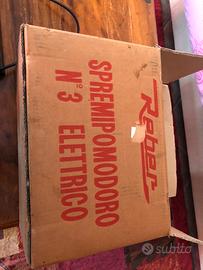 Reber
SPREMIPOMODORO
N°3 ELETTRICO
subito